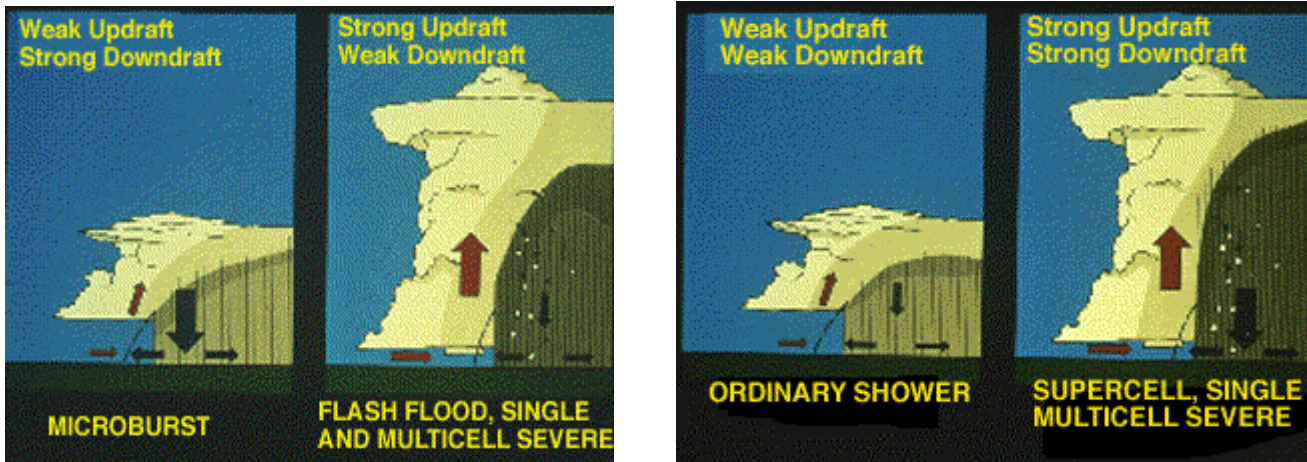 Weak Updraft
Strong Downdraft
MICROBURST
Strong Updraft
Weak Downdraft
FLASH FLOOD, SINGLE
AND MULTICELL SEVERE
Weak Updraft
Weak Downdraft
ORDINARY SHOWER
Strong Updraft
Strong Downdraft
SUPERCELL, SINGLE
MULTICELL SEVERE